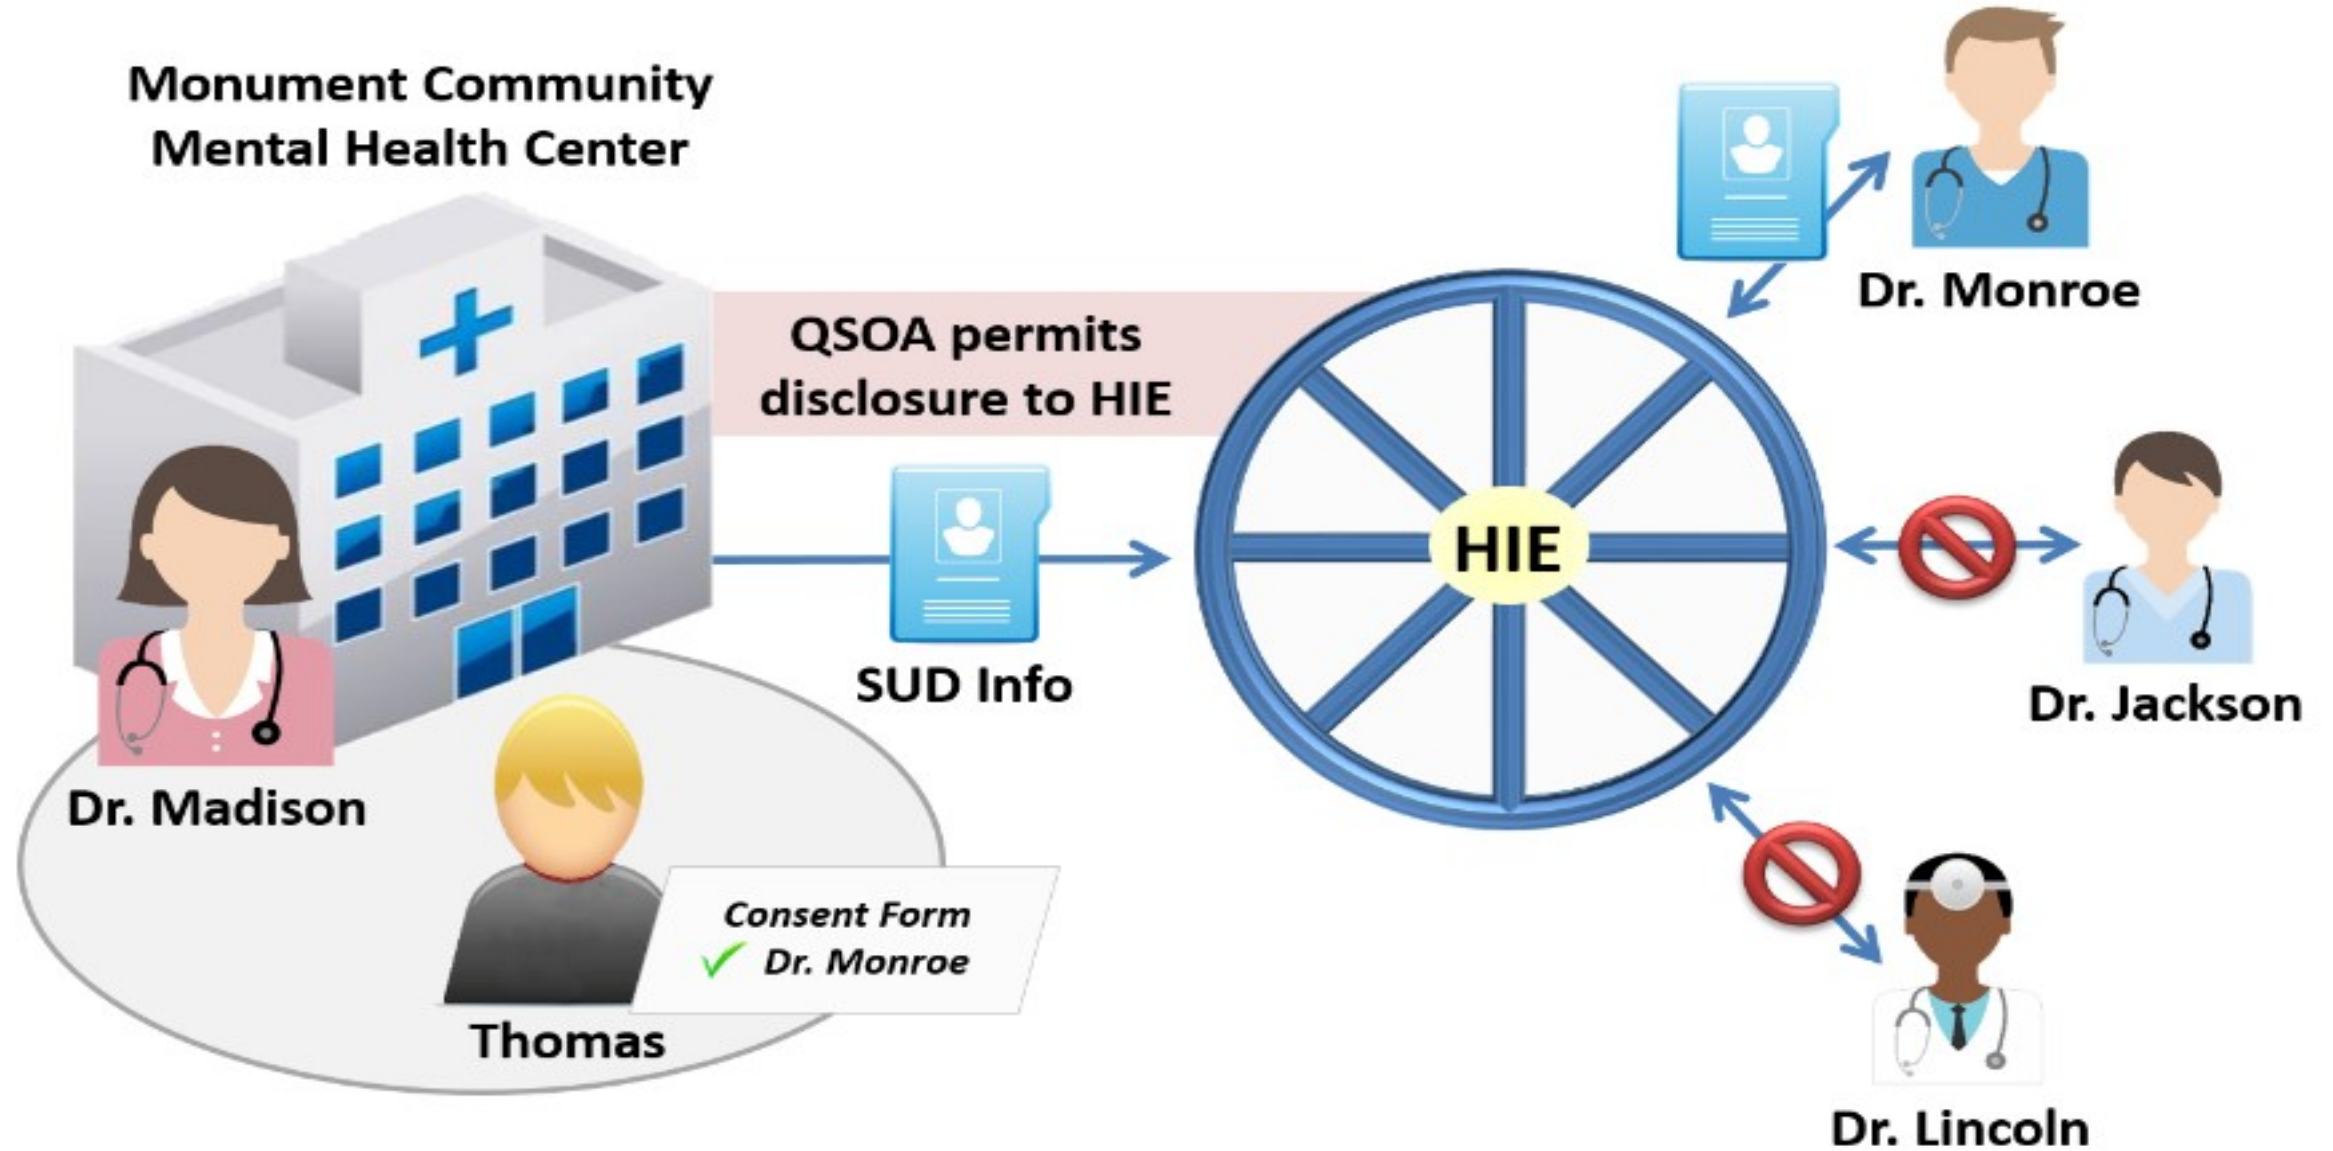 Monument Community
Mental Health Center
QSOA permits
disclosure to HIE
SUD Info
HIE
Dr. Monroe
Dr. Jackson
Dr. Lincoln
Dr. Madison
Thomas
Consent Form
Dr. Monroe